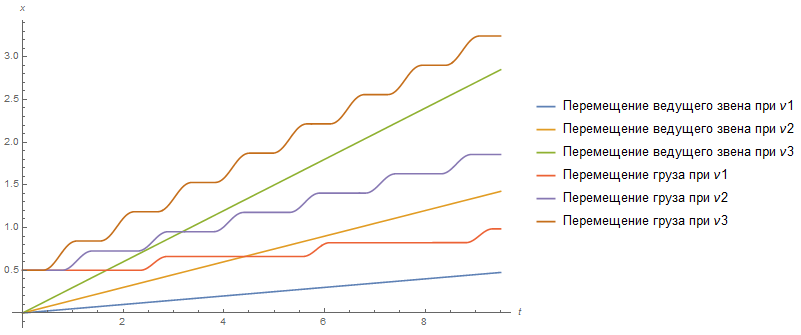 x
3.0
2.5
2.0
1.5
1.0
0.5
2
4
6
8
t
Перемещение ведущего звена при v1
Перемещение ведущего звена при v2
Перемещение ведущего звена при v3
Перемещение груза при v1
Перемещение груза при v2
Перемещение груза при v3